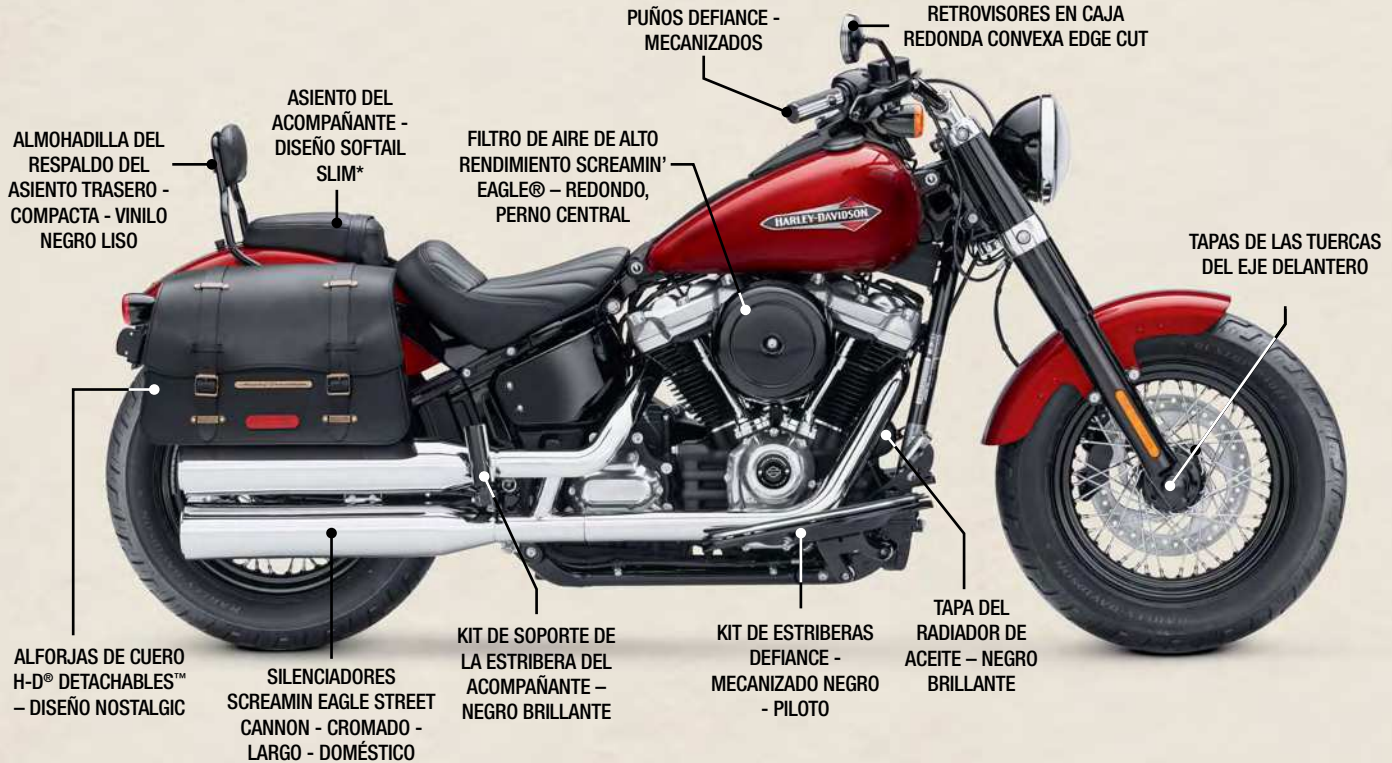 PUÑOS DEFIANCE -
MECANIZADOS
RETROVISORES EN CAJA
REDONDA CONVEXA EDGE CUT
ASIENTO DEL
ACOMPAÑANTE -
DISEÑO SOFTAIL
SLIM*
ALMOHADILLA DEL
RESPALDO DEL
ASIENTO TRASERO -
COMPACTA - VINILO
NEGRO LISO
FILTRO DE AIRE DE ALTO
RENDIMIENTO SCREAMIN'
EAGLE® – REDONDO,
PERNO CENTRAL
HARLEY-DAVIDSON
TAPAS DE LAS TUERCAS
DEL EJE DELANTERO
ALFORJAS DE CUERO
H-D® DETACHABLES™
– DISEÑO NOSTALGIC
SILENCIADORES
SCREAMIN EAGLE STREET
CANNON - CROMADO -
LARGO - DOMÉSTICO
KIT DE SOPORTE DE
LA ESTRIBERA DEL
ACOMPAÑANTE –
NEGRO BRILLANTE
KIT DE ESTRIBERAS
DEFIANCE -
MECANIZADO NEGRO
- PILOTO
TAPA DEL
RADIADOR DE
ACEITE – NEGRO
BRILLANTE